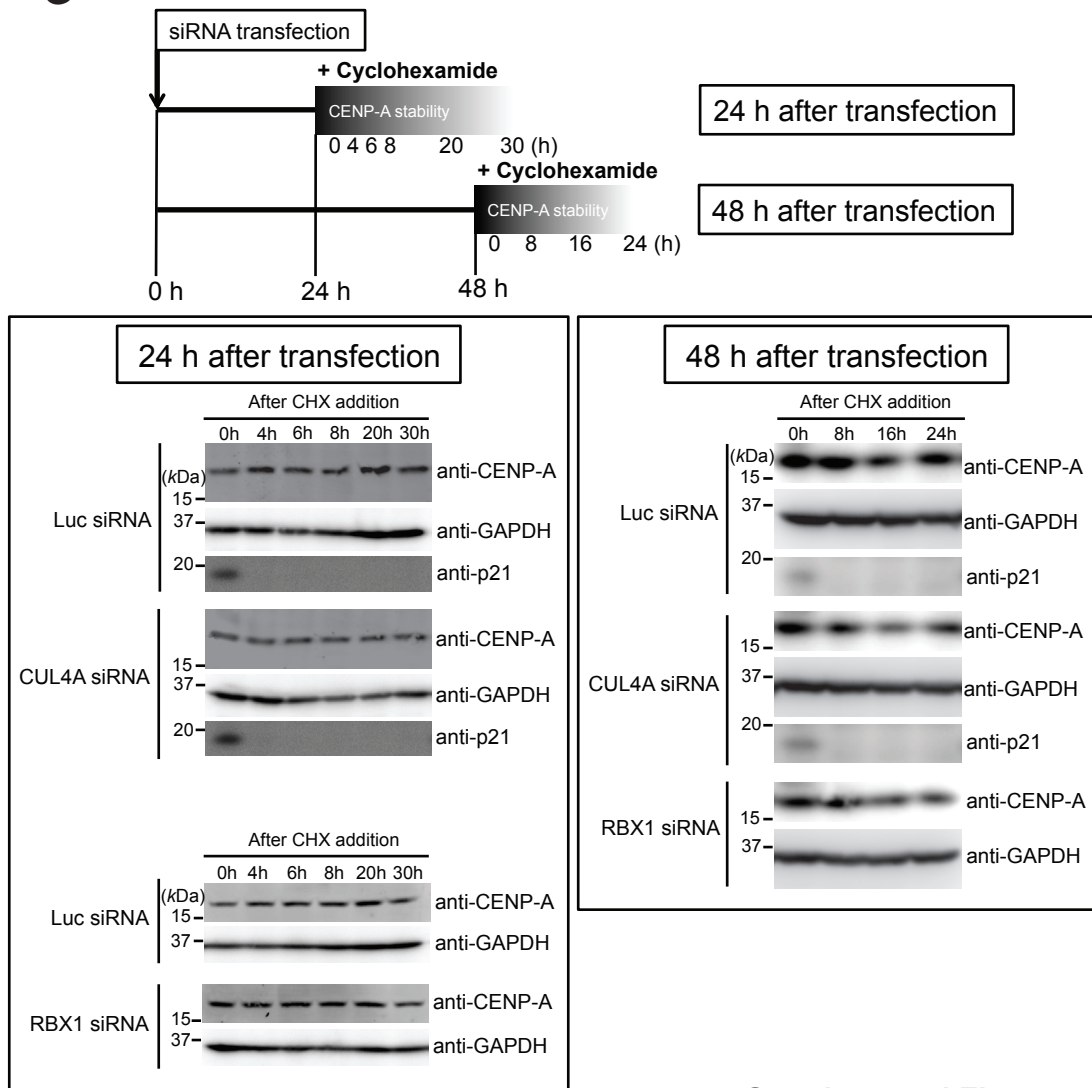 siRNA transfection
+ Cyclohexamide
CENP-A stability
0 4 6 8 20 30 (h)
24 h after transfection
+ Cyclohexamide
CENP-A stability
0 8 16 24 (h)
48 h after transfection
0 h 24 h 48 h
24 h after transfection
After CHX addition
0h 4h 6h 8h 20h 30h
(kDa)
anti-CENP-A
15
Luc siRNA
37
anti-GAPDH
20
anti-p21
anti-CENP-A
15
CUL4A siRNA
37
anti-GAPDH
20
anti-p21
After CHX addition
0h 4h 6h 8h 20h 30h
(kDa)
anti-CENP-A
15
Luc siRNA
37
anti-GAPDH
anti-CENP-A
15
RBX1 siRNA
37
anti-GAPDH
48 h after transfection
After CHX addition
0h 8h 16h 24h
(kDa)
anti-CENP-A
15
37
Luc siRNA
anti-GAPDH
20
anti-p21
anti-CENP-A
15
37
CUL4A siRNA
anti-GAPDH
20
anti-p21
anti-CENP-A
15
RBX1 siRNA
37
anti-GAPDH